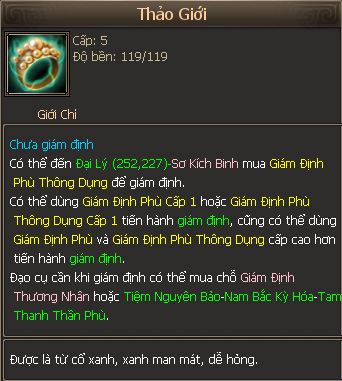 Thảo Giới
Cấp: 5
Độ bền: 119/119
Giới Chi
Chưa giám định
Có thể đến Đại Lý (252,227)-Sơ Kích Binh mua Giám Định
Phù Thông Dụng để giám định.
Có thể dùng Giám Định Phù Cấp 1 hoặc Giám Định Phù
Thông Dụng Cấp 1 tiến hành giám định, cũng có thể dùng
Giám Định Phù và Giám Định Phù Thông Dụng cấp cao hơn
tiến hành giám định.
Đạo cụ cần khi giám định có thể mua chỗ Giám Định
Thương Nhân hoặc Tiệm Nguyên Bảo-Nam Bắc Kỳ Hóa-Tam
Thanh Thần Phù.
Được là từ cổ xanh, xanh man mát, dễ hỏng.